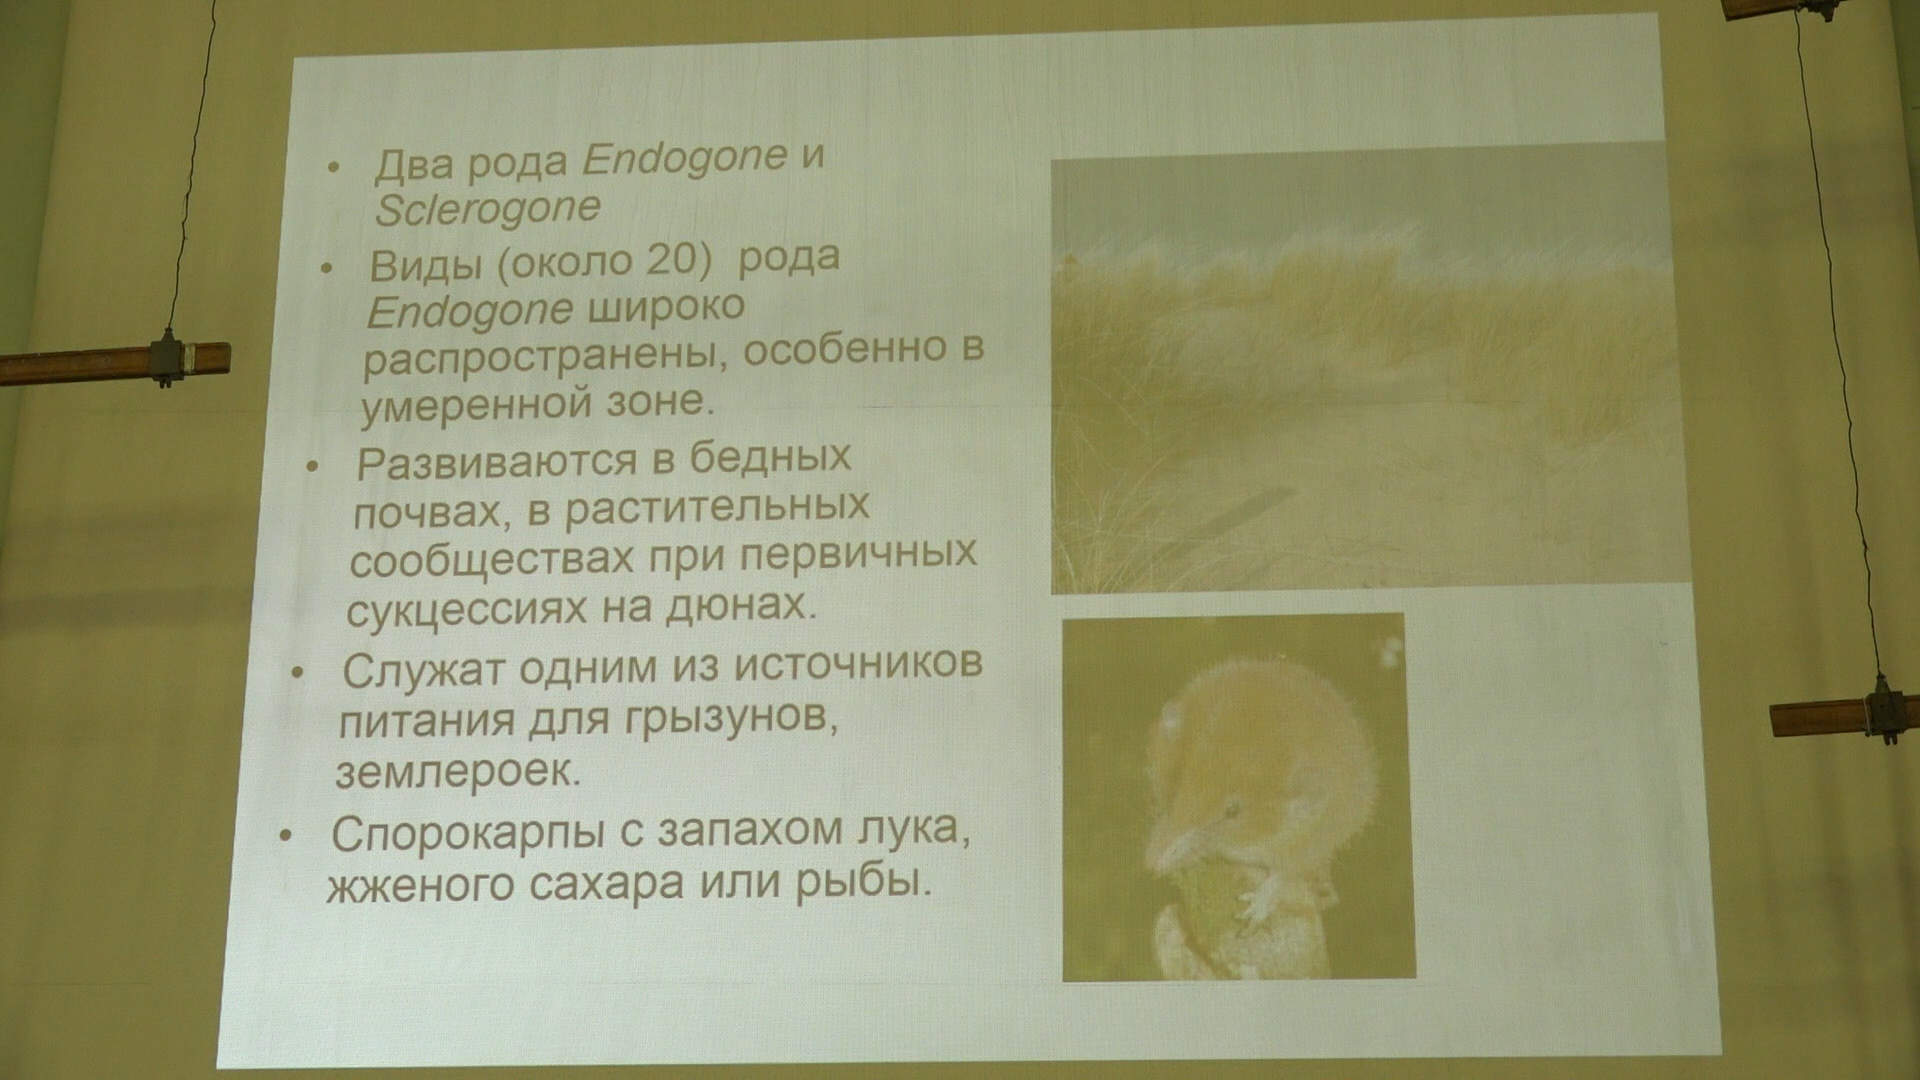 • Два рода Endogone и
Sclerogone
• Виды (около 20) рода
Endogone широко
распространены, особенно в
умеренной зоне.
• Развиваются в бедных
почвах, в растительных
сообществах при первичных
сукцессиях на дюнах.
• Служат одним из источников
питания для грызунов,
землероек.
• Спорокарпы с запахом лука,
жженого сахара или рыбы.